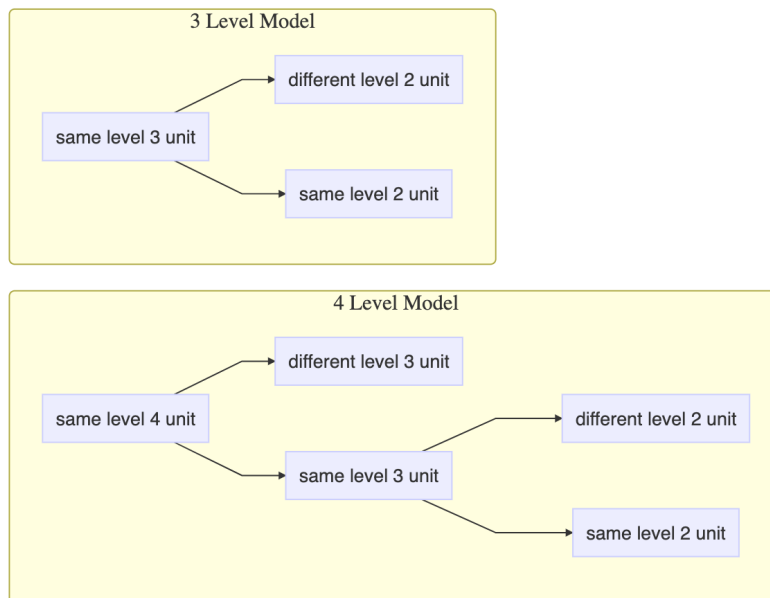 3 Level Model
different level 2 unit
same level 3 unit
same level 2 unit
4 Level Model
different level 3 unit
same level 4 unit
different level 2 unit
same level 3 unit
same level 2 unit